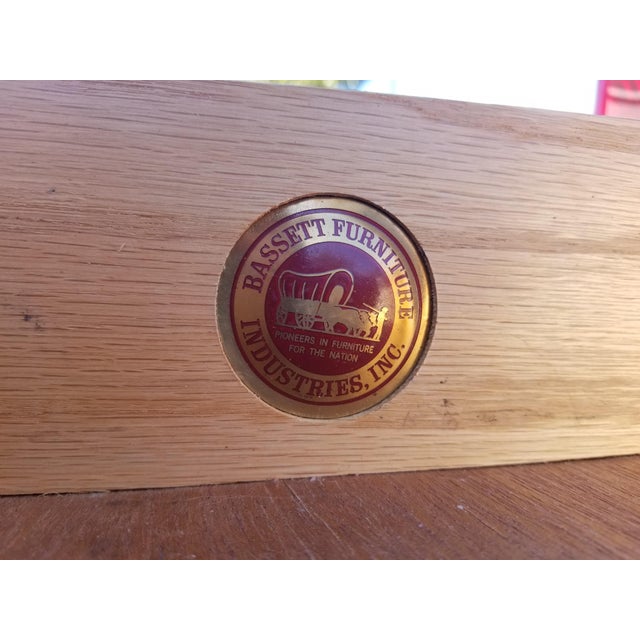 BASSETT FURNITURE
INDUSTRIES, INC.
PIONEERS IN FURNITURE
FOR THE NATION